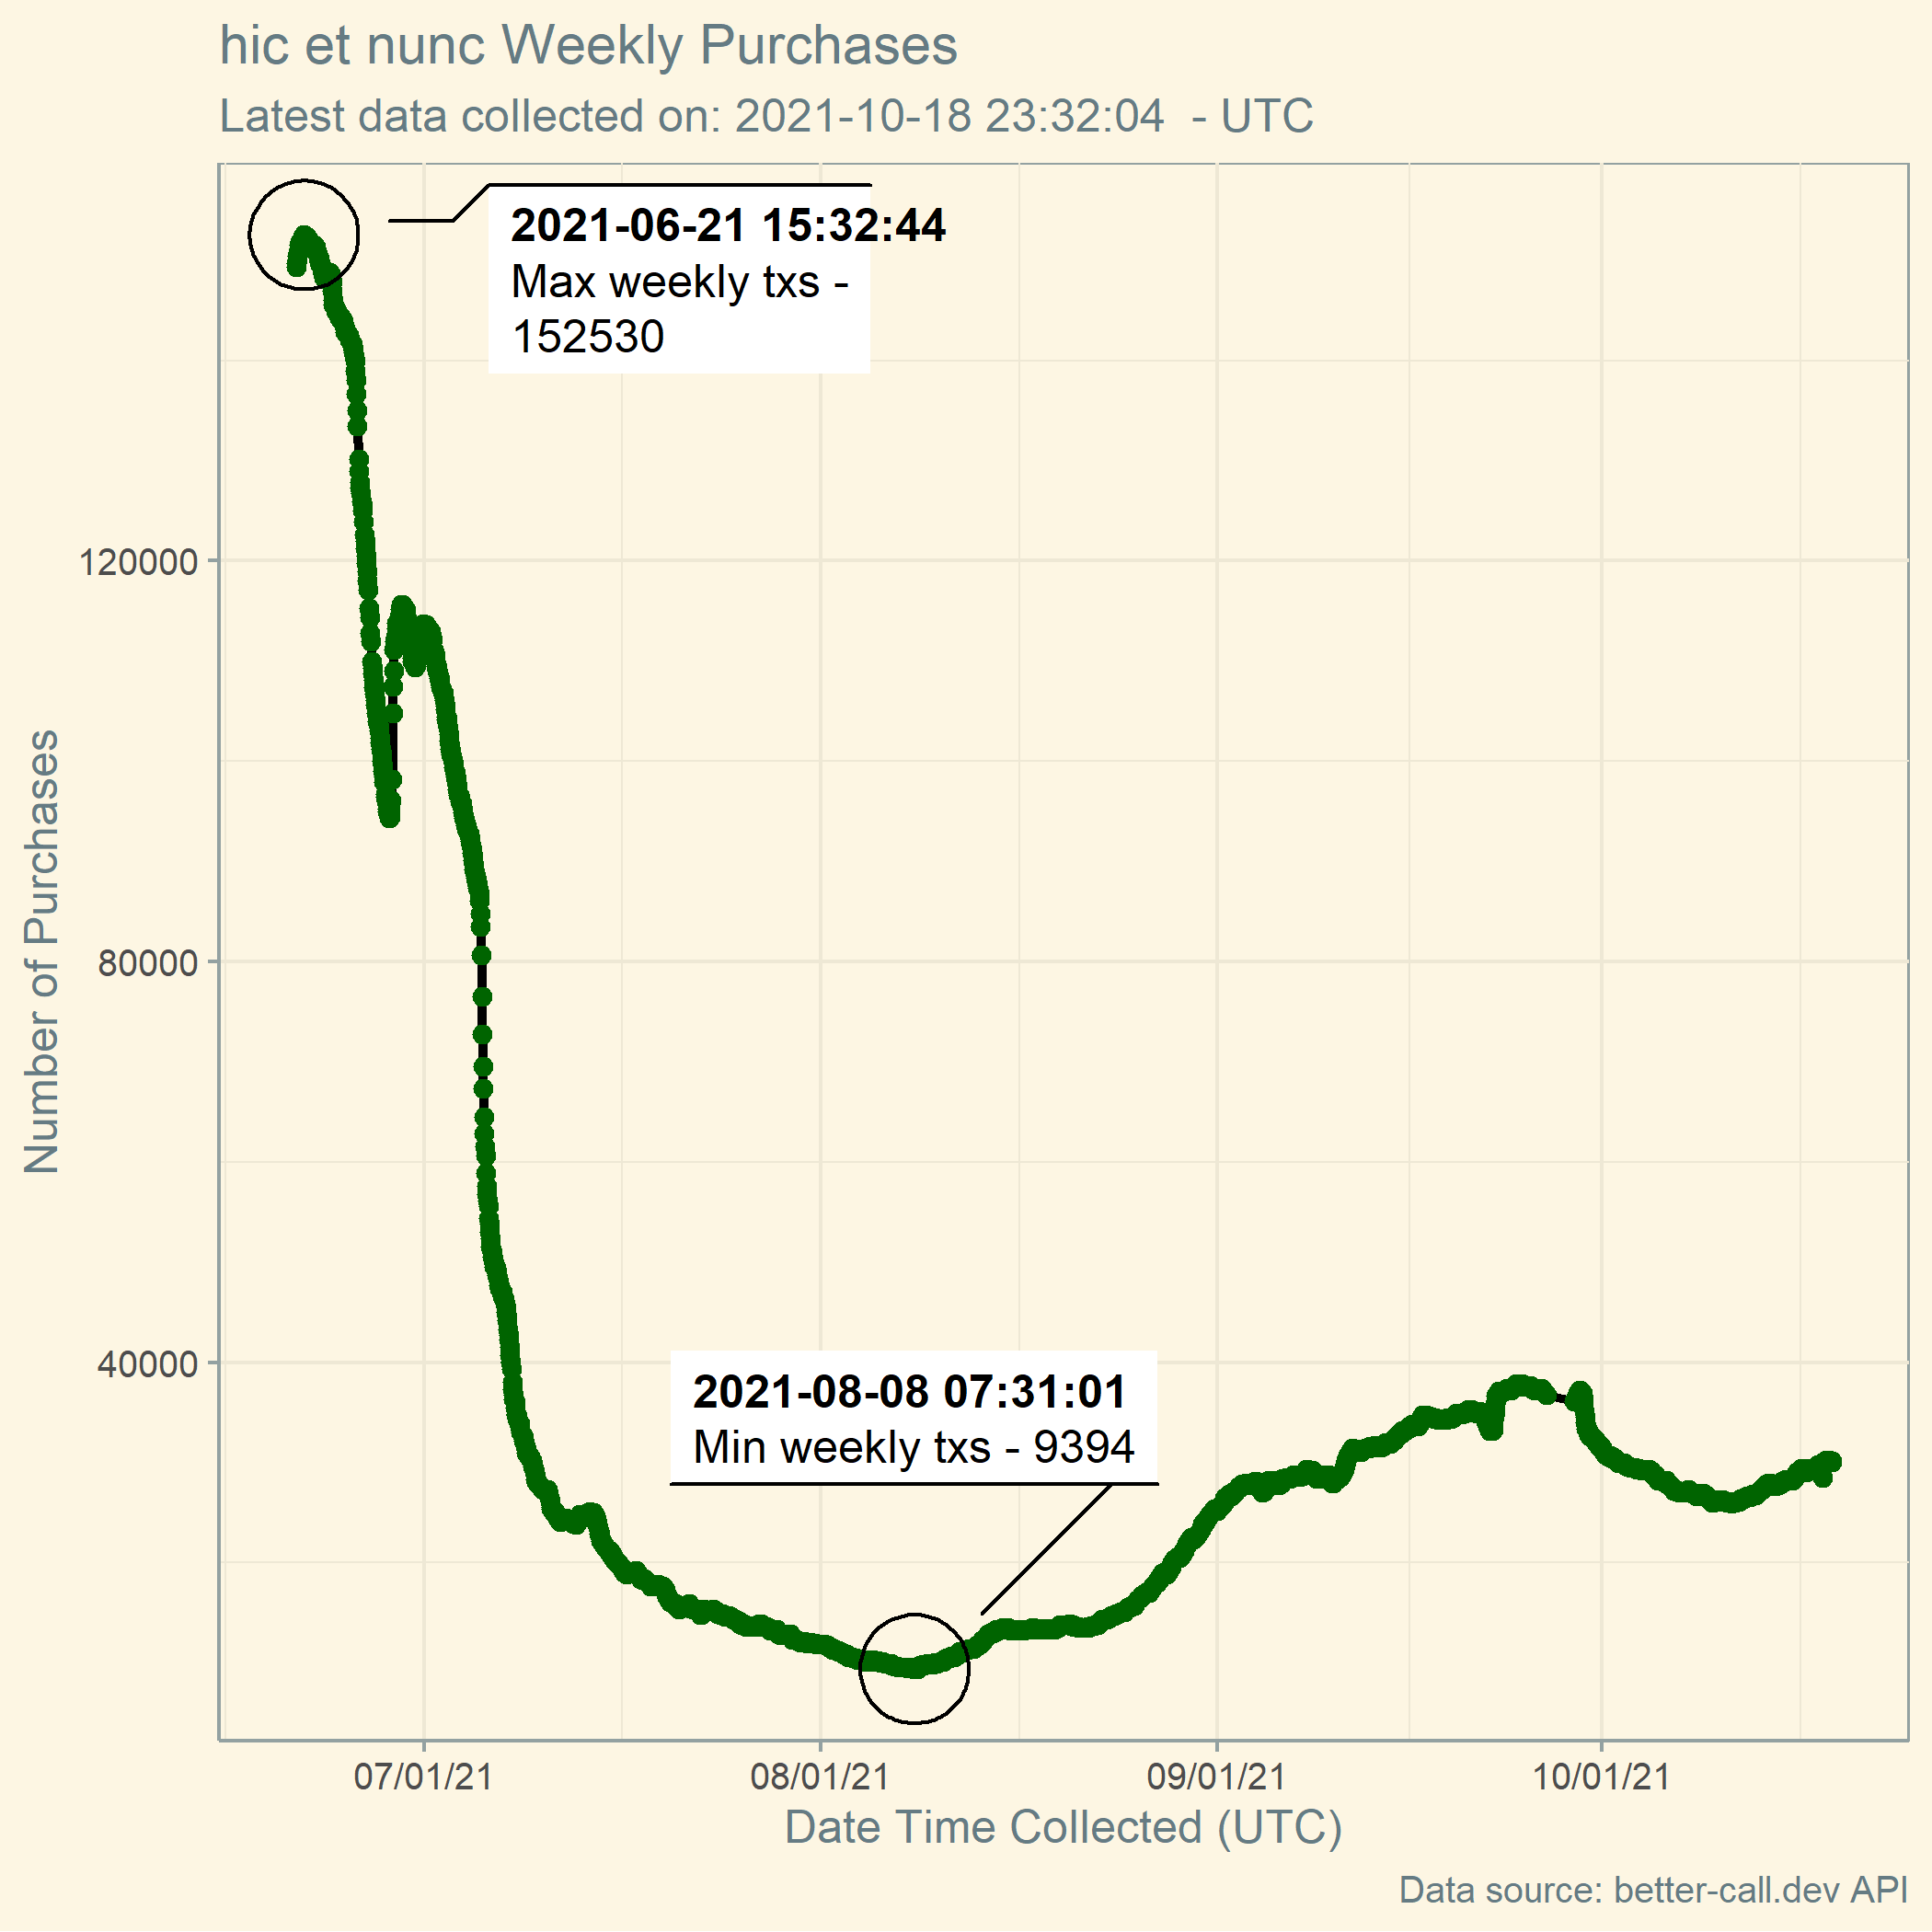 hic et nunc Weekly Purchases
Latest data collected on: 2021-10-18 23:32:04  - UTC
2021-06-21 15:32:44
Max weekly txs -
152530
120000
80000
40000
Number of Purchases
2021-08-08 07:31:01
Min weekly txs - 9394
07/01/21
08/01/21
09/01/21
10/01/21
Date Time Collected (UTC)
Data source: better-call.dev API